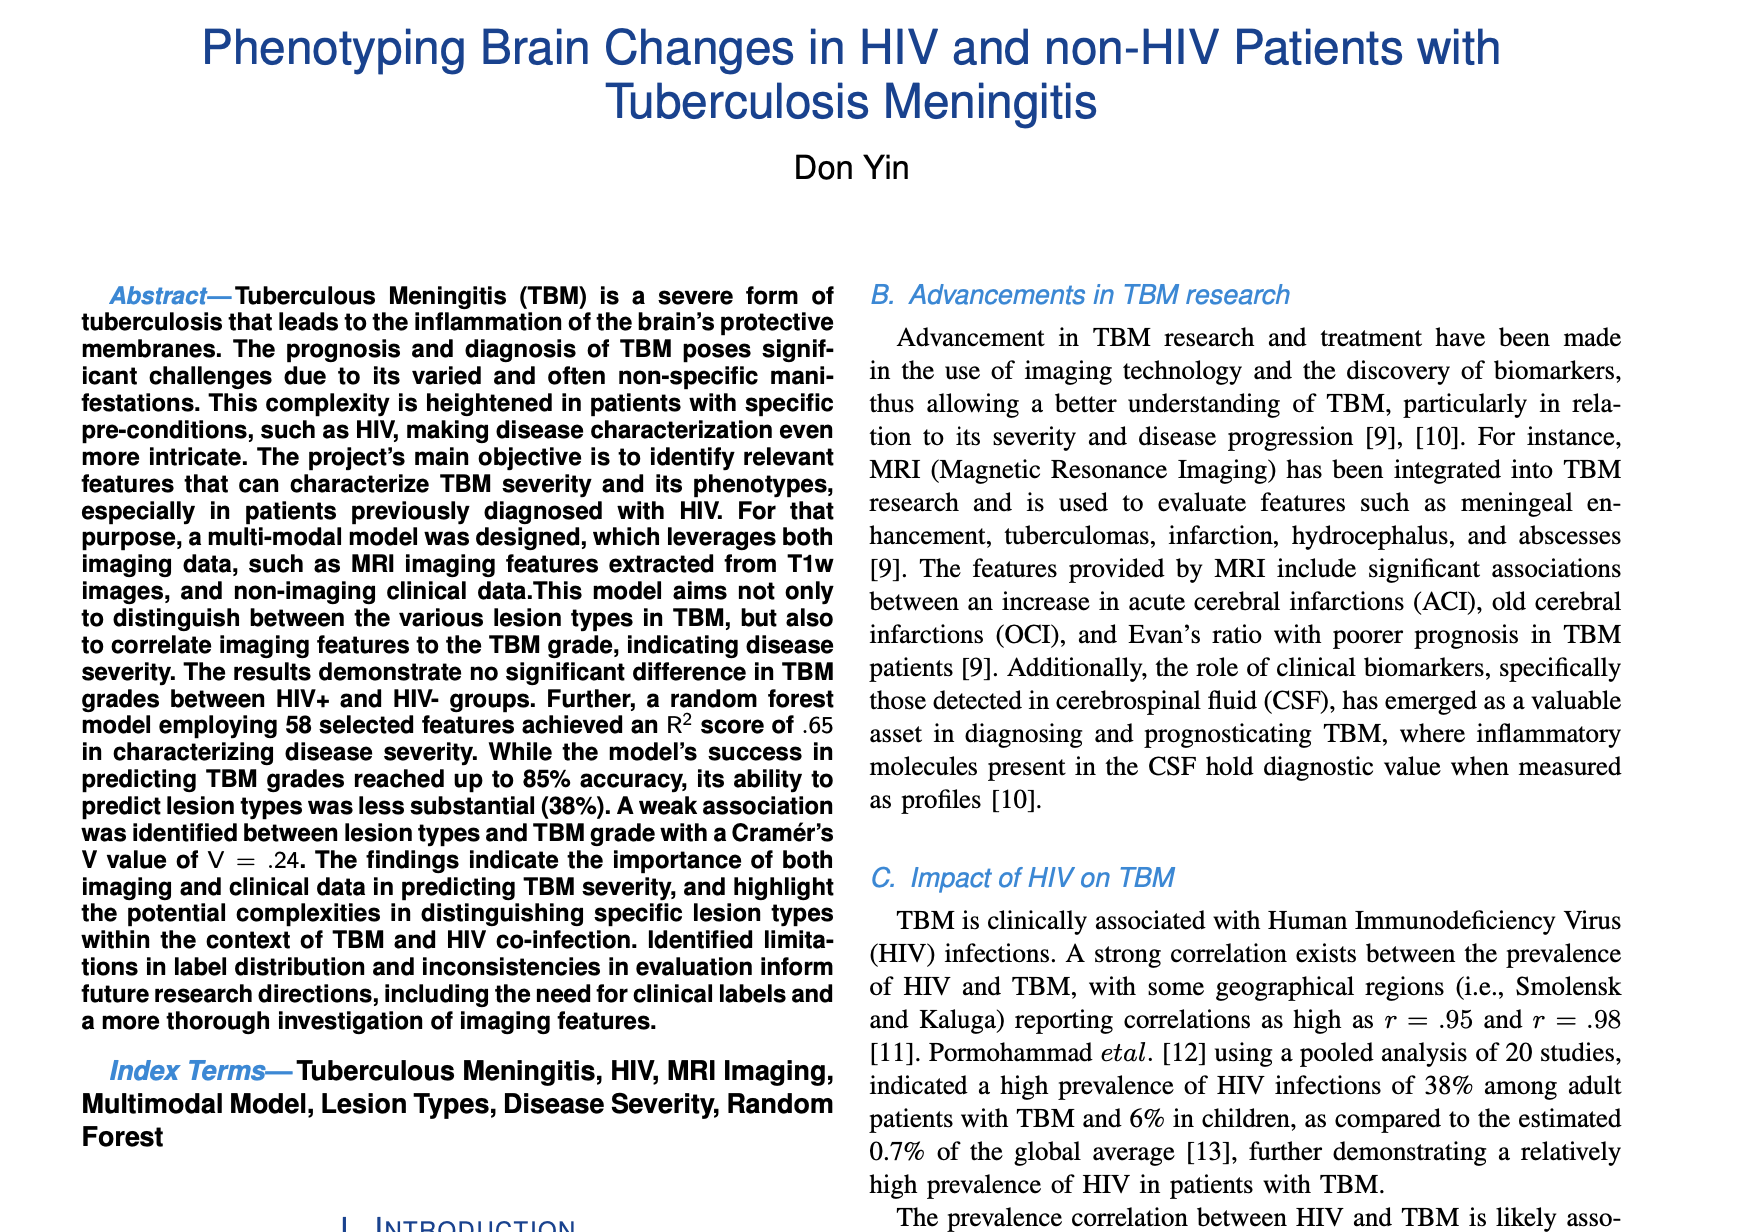 Phenotyping Brain Changes in HIV and non-HIV Patients with
Tuberculosis Meningitis
Don Yin
Abstract—Tuberculous Meningitis (TBM) is a severe form of
tuberculosis that leads to the inflammation of the brain's protective
membranes. The prognosis and diagnosis of TBM poses signif-
icant challenges due to its varied and often non-specific mani-
festations. This complexity is heightened in patients with specific
pre-conditions, such as HIV, making disease characterization even
more intricate. The project's main objective is to identify relevant
features that can characterize TBM severity and its phenotypes,
especially in patients previously diagnosed with HIV. For that
purpose, a multi-modal model was designed, which leverages both
imaging data, such as MRI imaging features extracted from T1w
images, and non-imaging clinical data.This model aims not only
to distinguish between the various lesion types in TBM, but also
to correlate imaging features to the TBM grade, indicating disease
severity. The results demonstrate no significant difference in TBM
grades between HIV+ and HIV- groups. Further, a random forest
model employing 58 selected features achieved an R² score of .65
in characterizing disease severity. While the model's success in
predicting TBM grades reached up to 85% accuracy, its ability to
predict lesion types was less substantial (38%). A weak association
was identified between lesion types and TBM grade with a Cramér's
V value of V = .24. The findings indicate the importance of both
imaging and clinical data in predicting TBM severity, and highlight
the potential complexities in distinguishing specific lesion types
within the context of TBM and HIV co-infection. Identified limita-
tions in label distribution and inconsistencies in evaluation inform
future research directions, including the need for clinical labels and
a more thorough investigation of imaging features.
Index Terms—Tuberculous Meningitis, HIV, MRI Imaging,
Multimodal Model, Lesion Types, Disease Severity, Random
Forest
I. INTRODUCTION
B. Advancements in TBM research
Advancement in TBM research and treatment have been made
in the use of imaging technology and the discovery of biomarkers,
thus allowing a better understanding of TBM, particularly in rela-
tion to its severity and disease progression [9], [10]. For instance,
MRI (Magnetic Resonance Imaging) has been integrated into TBM
research and is used to evaluate features such as meningeal en-
hancement, tuberculomas, infarction, hydrocephalus, and abscesses
[9]. The features provided by MRI include significant associations
between an increase in acute cerebral infarctions (ACI), old cerebral
infarctions (OCI), and Evan's ratio with poorer prognosis in TBM
patients [9]. Additionally, the role of clinical biomarkers, specifically
those detected in cerebrospinal fluid (CSF), has emerged as a valuable
asset in diagnosing and prognosticating TBM, where inflammatory
molecules present in the CSF hold diagnostic value when measured
as profiles [10].
C. Impact of HIV on TBM
TBM is clinically associated with Human Immunodeficiency Virus
(HIV) infections. A strong correlation exists between the prevalence
of HIV and TBM, with some geographical regions (i.e., Smolensk
and Kaluga) reporting correlations as high as r = .95 and r = .98
[11]. Pormohammad etal. [12] using a pooled analysis of 20 studies,
indicated a high prevalence of HIV infections of 38% among adult
patients with TBM and 6% in children, as compared to the estimated
0.7% of the global average [13], further demonstrating a relatively
high prevalence of HIV in patients with TBM.
The prevalence correlation between HIV and TBM is likely asso-